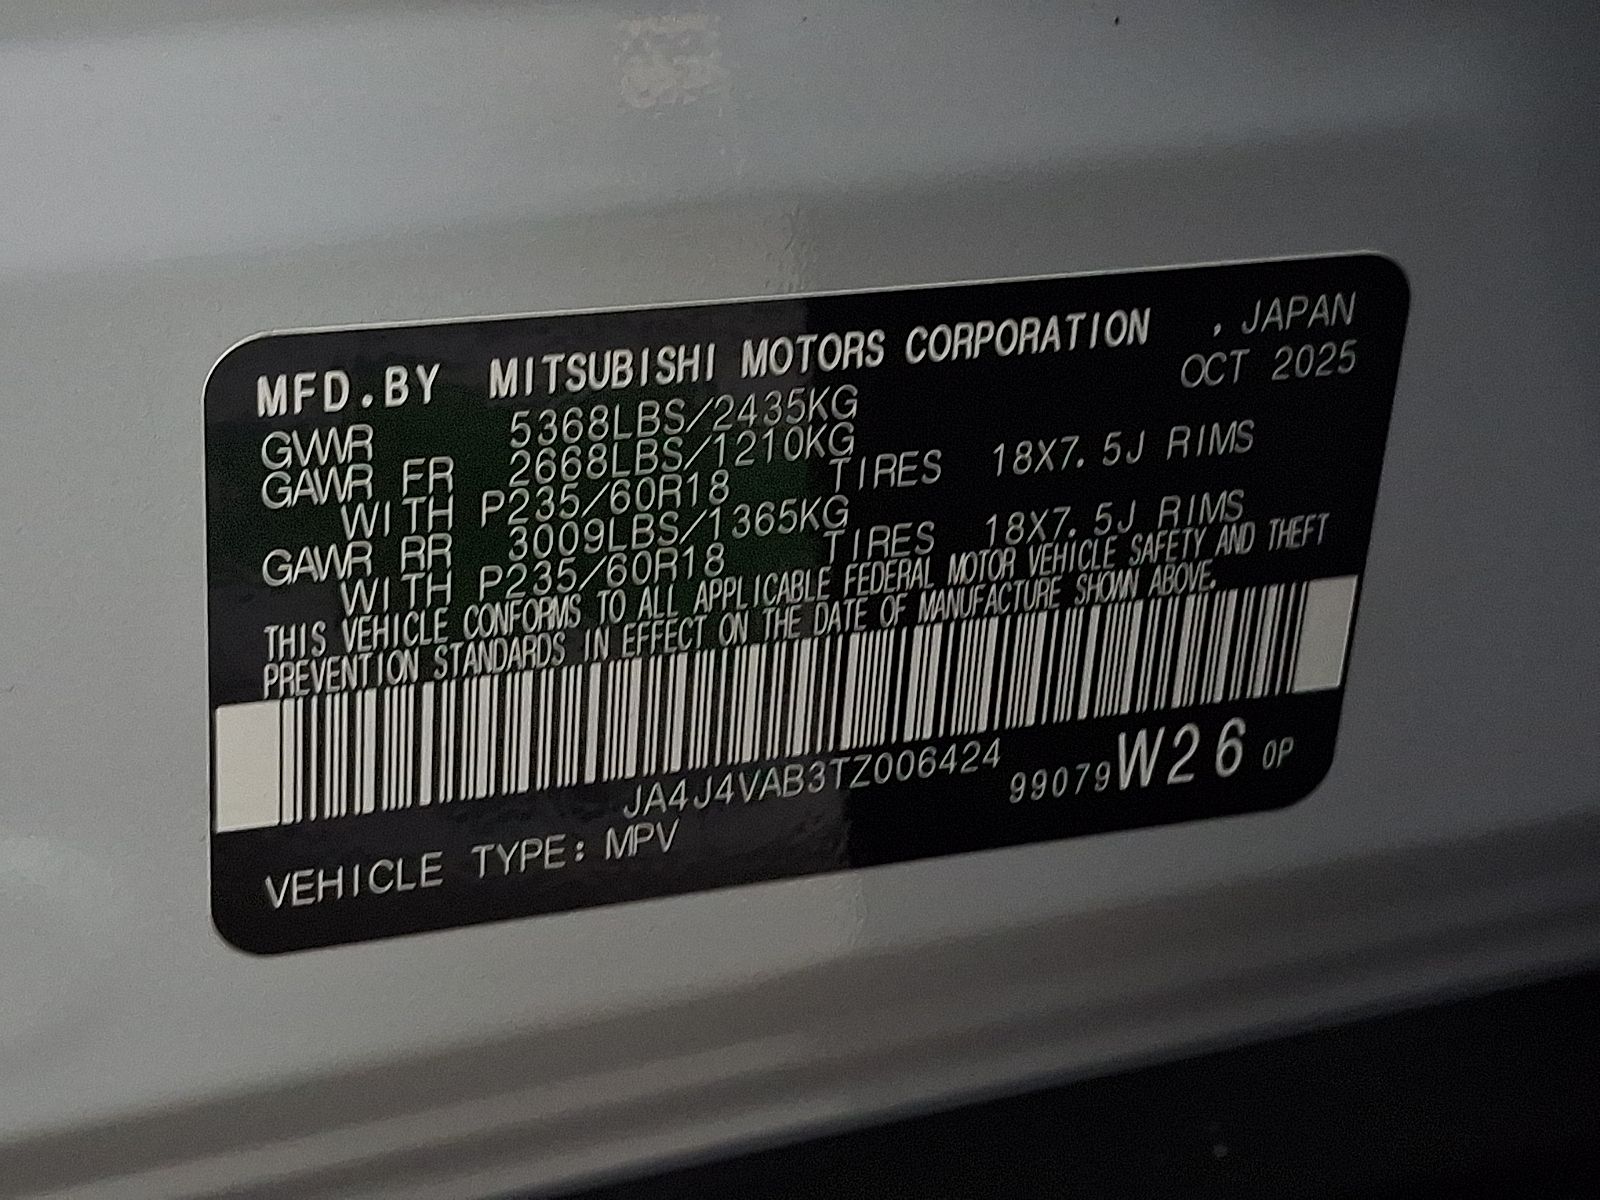 MFD.BY MITSUBISHI MOTORS CORPORATION , JAPAN
OCT 2025
GVWR 5368LBS/2435KG
GAWR FR 2668LBS/1210KG
WITH P235/60R18 TIRES 18X7.5J RIMS
GAWR RR 3009LBS/1365KG
WITH P235/60R18 TIRES 18X7.5J RIMS
THIS VEHICLE CONFORMS TO ALL APPLICABLE FEDERAL MOTOR VEHICLE SAFETY AND THEFT
PREVENTION STANDARDS IN EFFECT ON THE DATE OF MANUFACTURE SHOWN ABOVE.
JA4J4VAB3TZ006424 99079 W26 0P
VEHICLE TYPE: MPV